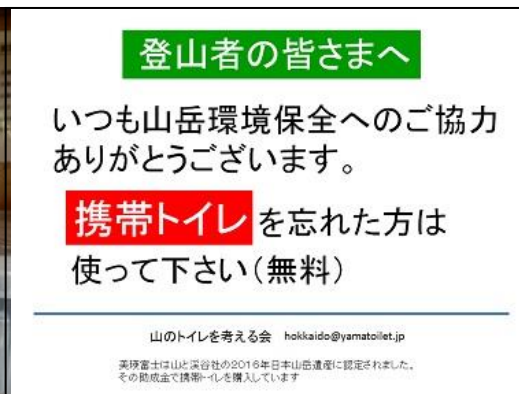 登山者の皆さまへ
いつも山岳環境保全へのご協力
ありがとうございます。
携帯トイレを忘れた方は
使って下さい（無料）
山のトイレを考える会 hokkaido@yamatoilet.jp
美瑛富士は山と渓谷社の2016年日本山岳遺産に認定されました。
その助成金で携帯トイレを購入しています